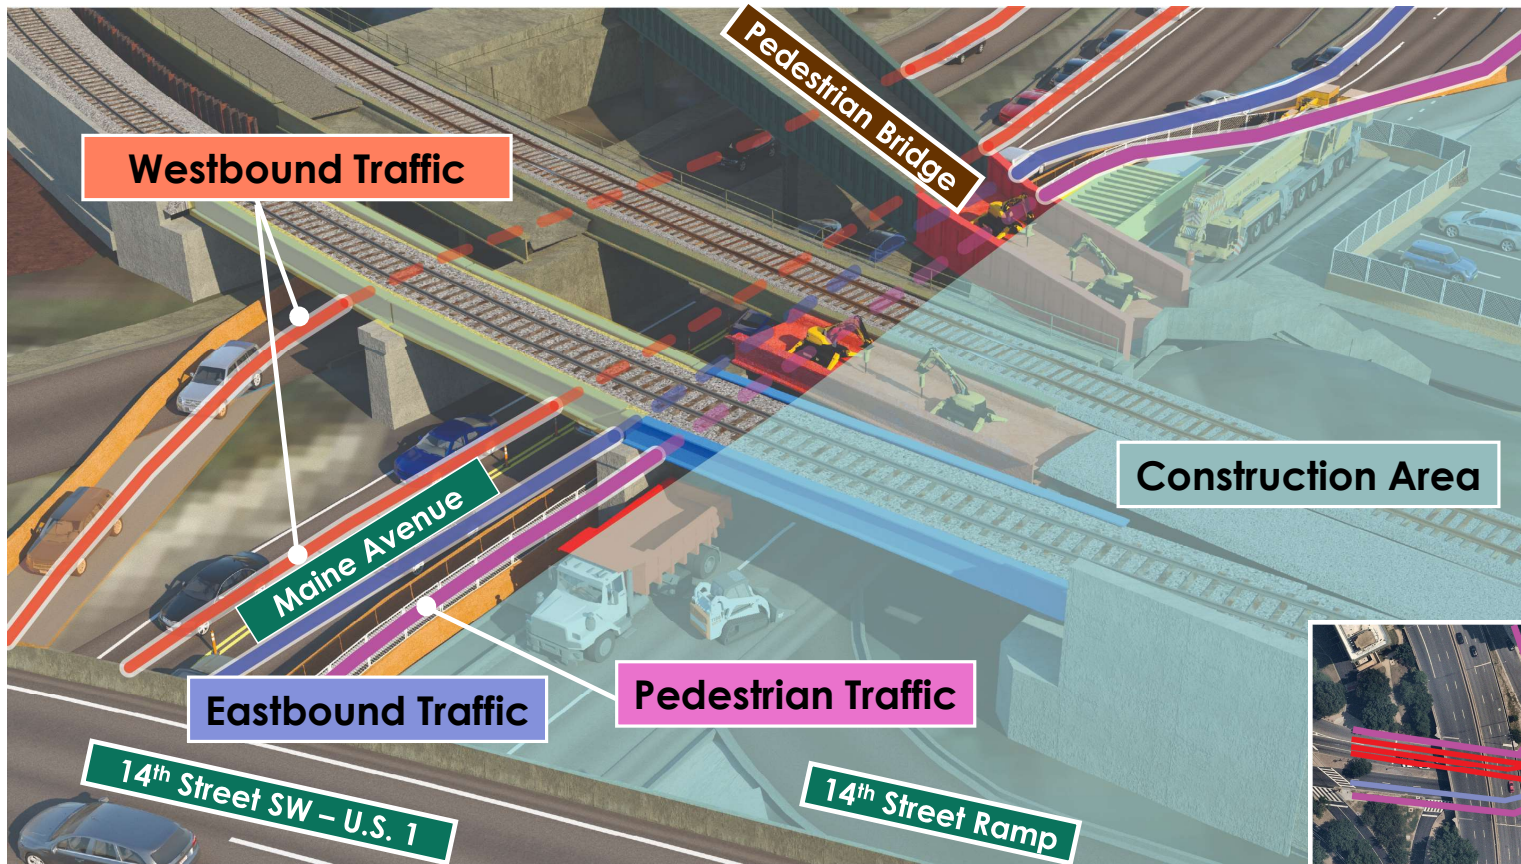 Pedestrian Bridge
Westbound Traffic
Construction Area
Maine Avenue
Pedestrian Traffic
Eastbound Traffic
14th Street SW – U.S. 1
14th Street Ramp